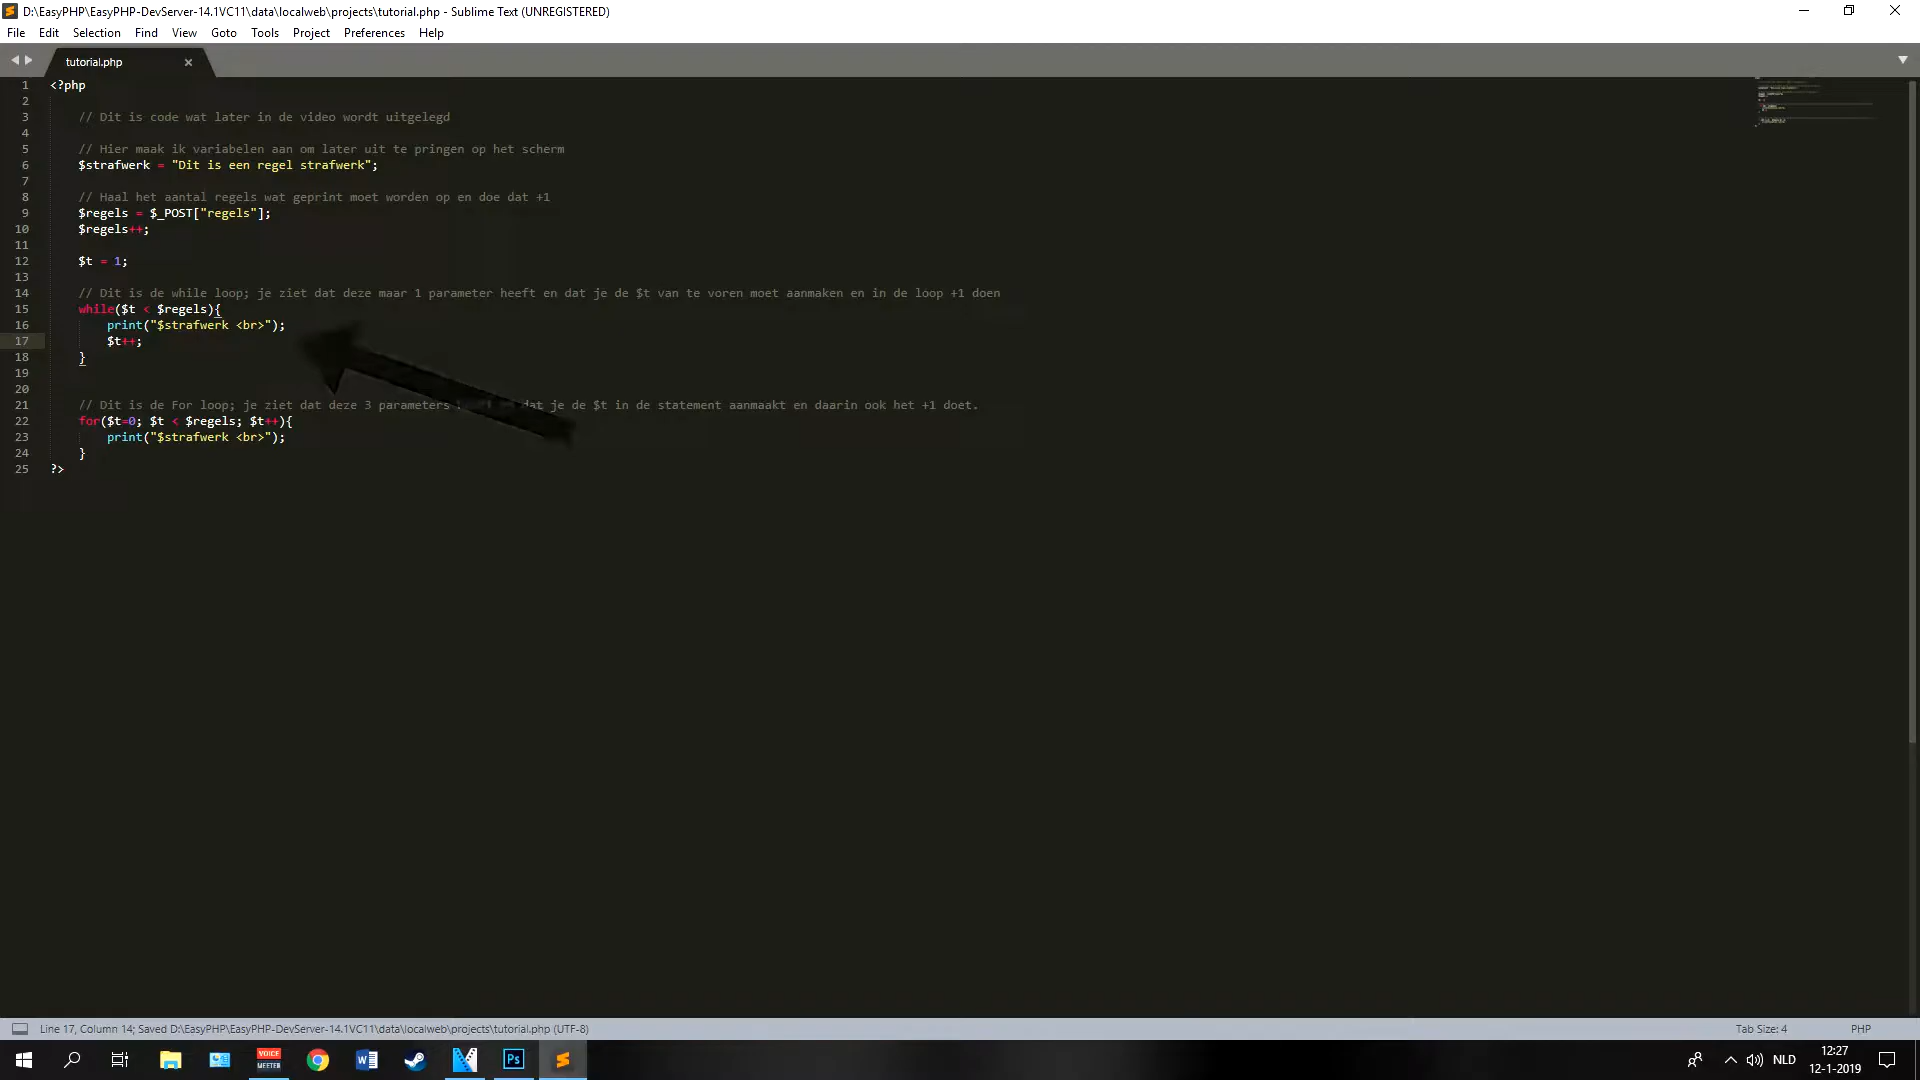 D:\EasyPHP\EasyPHP-DevServer-14.1VC11\data\localweb\projects\tutorial.php - Sublime Text (UNREGISTERED)
File Edit Selection Find View Goto Tools Project Preferences Help
tutorial.php
1 <?php
2
3 // Dit is code wat later in de video wordt uitgelegd
4
5 // Hier maak ik variabelen aan om later uit te pringen op het scherm
6 $strafwerk = "Dit is een regel strafwerk";
7
8 // Haal het aantal regels wat geprint moet worden op en doe dat +1
9 $regels = $_POST["regels"];
10 $regels++;
11
12 $t = 1;
13
14 // Dit is de while loop; je ziet dat deze maar 1 parameter heeft en dat je de $t van te voren moet aanmaken en in de loop +1 doen
15 while($t < $regels){
16 print("$strafwerk <br>");
17 $t++;
18 }
19
20
21 // Dit is de For loop; je ziet dat deze 3 parameters dat je de $t in de statement aanmaakt en daarin ook het +1 doet.
22 for($t=0; $t < $regels; $t++){
23 print("$strafwerk <br>");
24 }
25 ?>
Line 17, Column 14; Saved D:\EasyPHP\EasyPHP-DevServer-14.1VC11\data\localweb\projects\tutorial.php (UTF-8) Tab Size: 4 PHP
VOICE
MEETER
Ps
NLD
12:27
12-1-2019